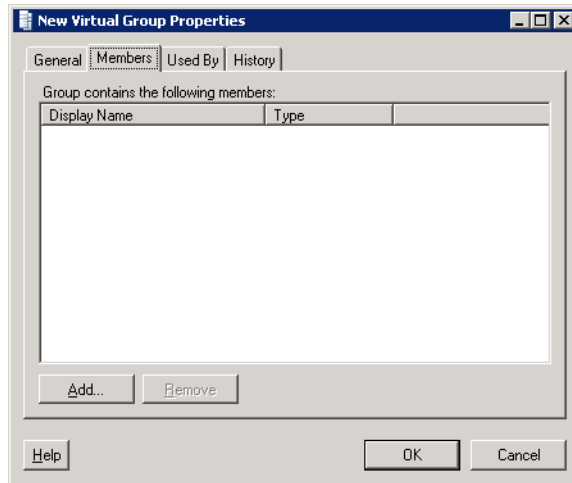 New Virtual Group Properties
General Members Used By History
Group contains the following members:
Display Name Type
Add... Remove
Help OK Cancel